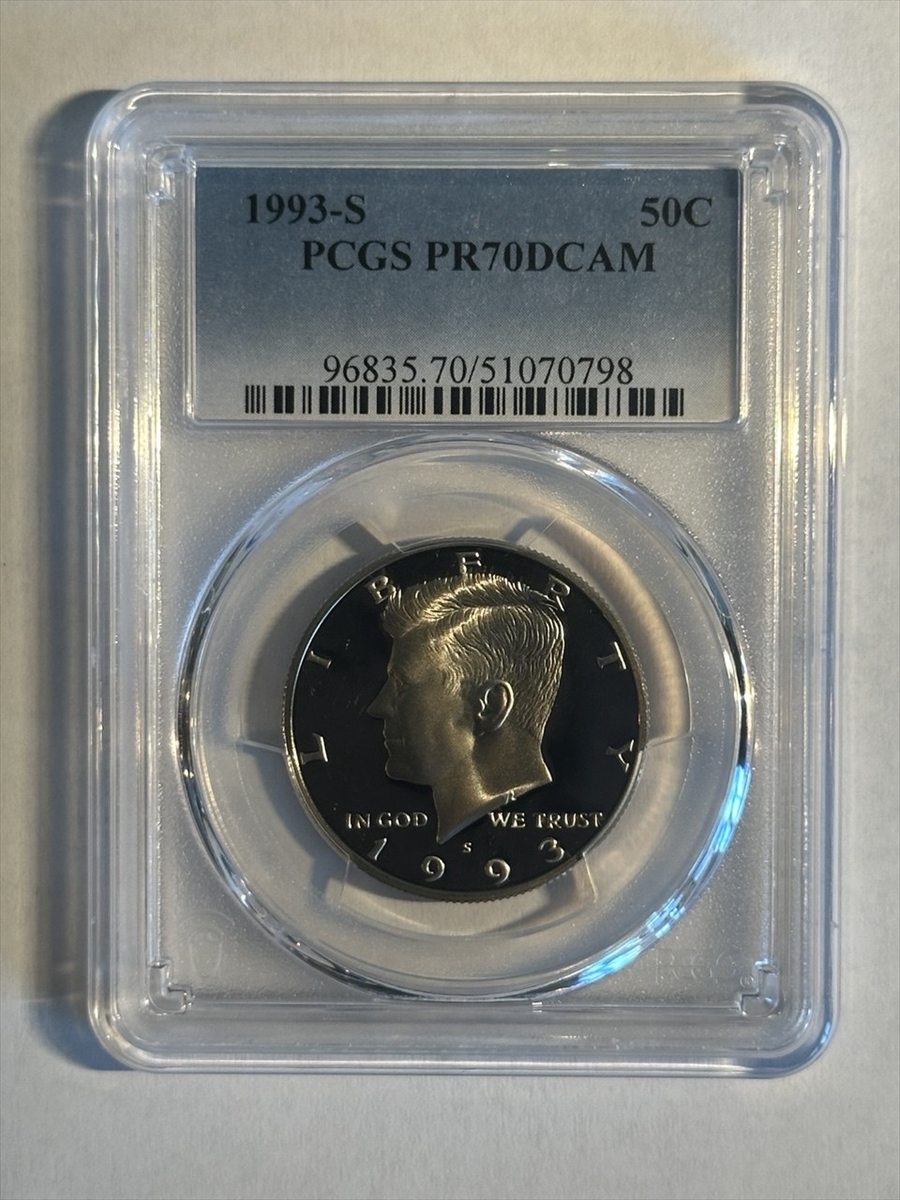 1993-S 50C
PCGS PR70DCAM
96835.70/51070798
LIBERTY
IN GOD WE TRUST
S
1993